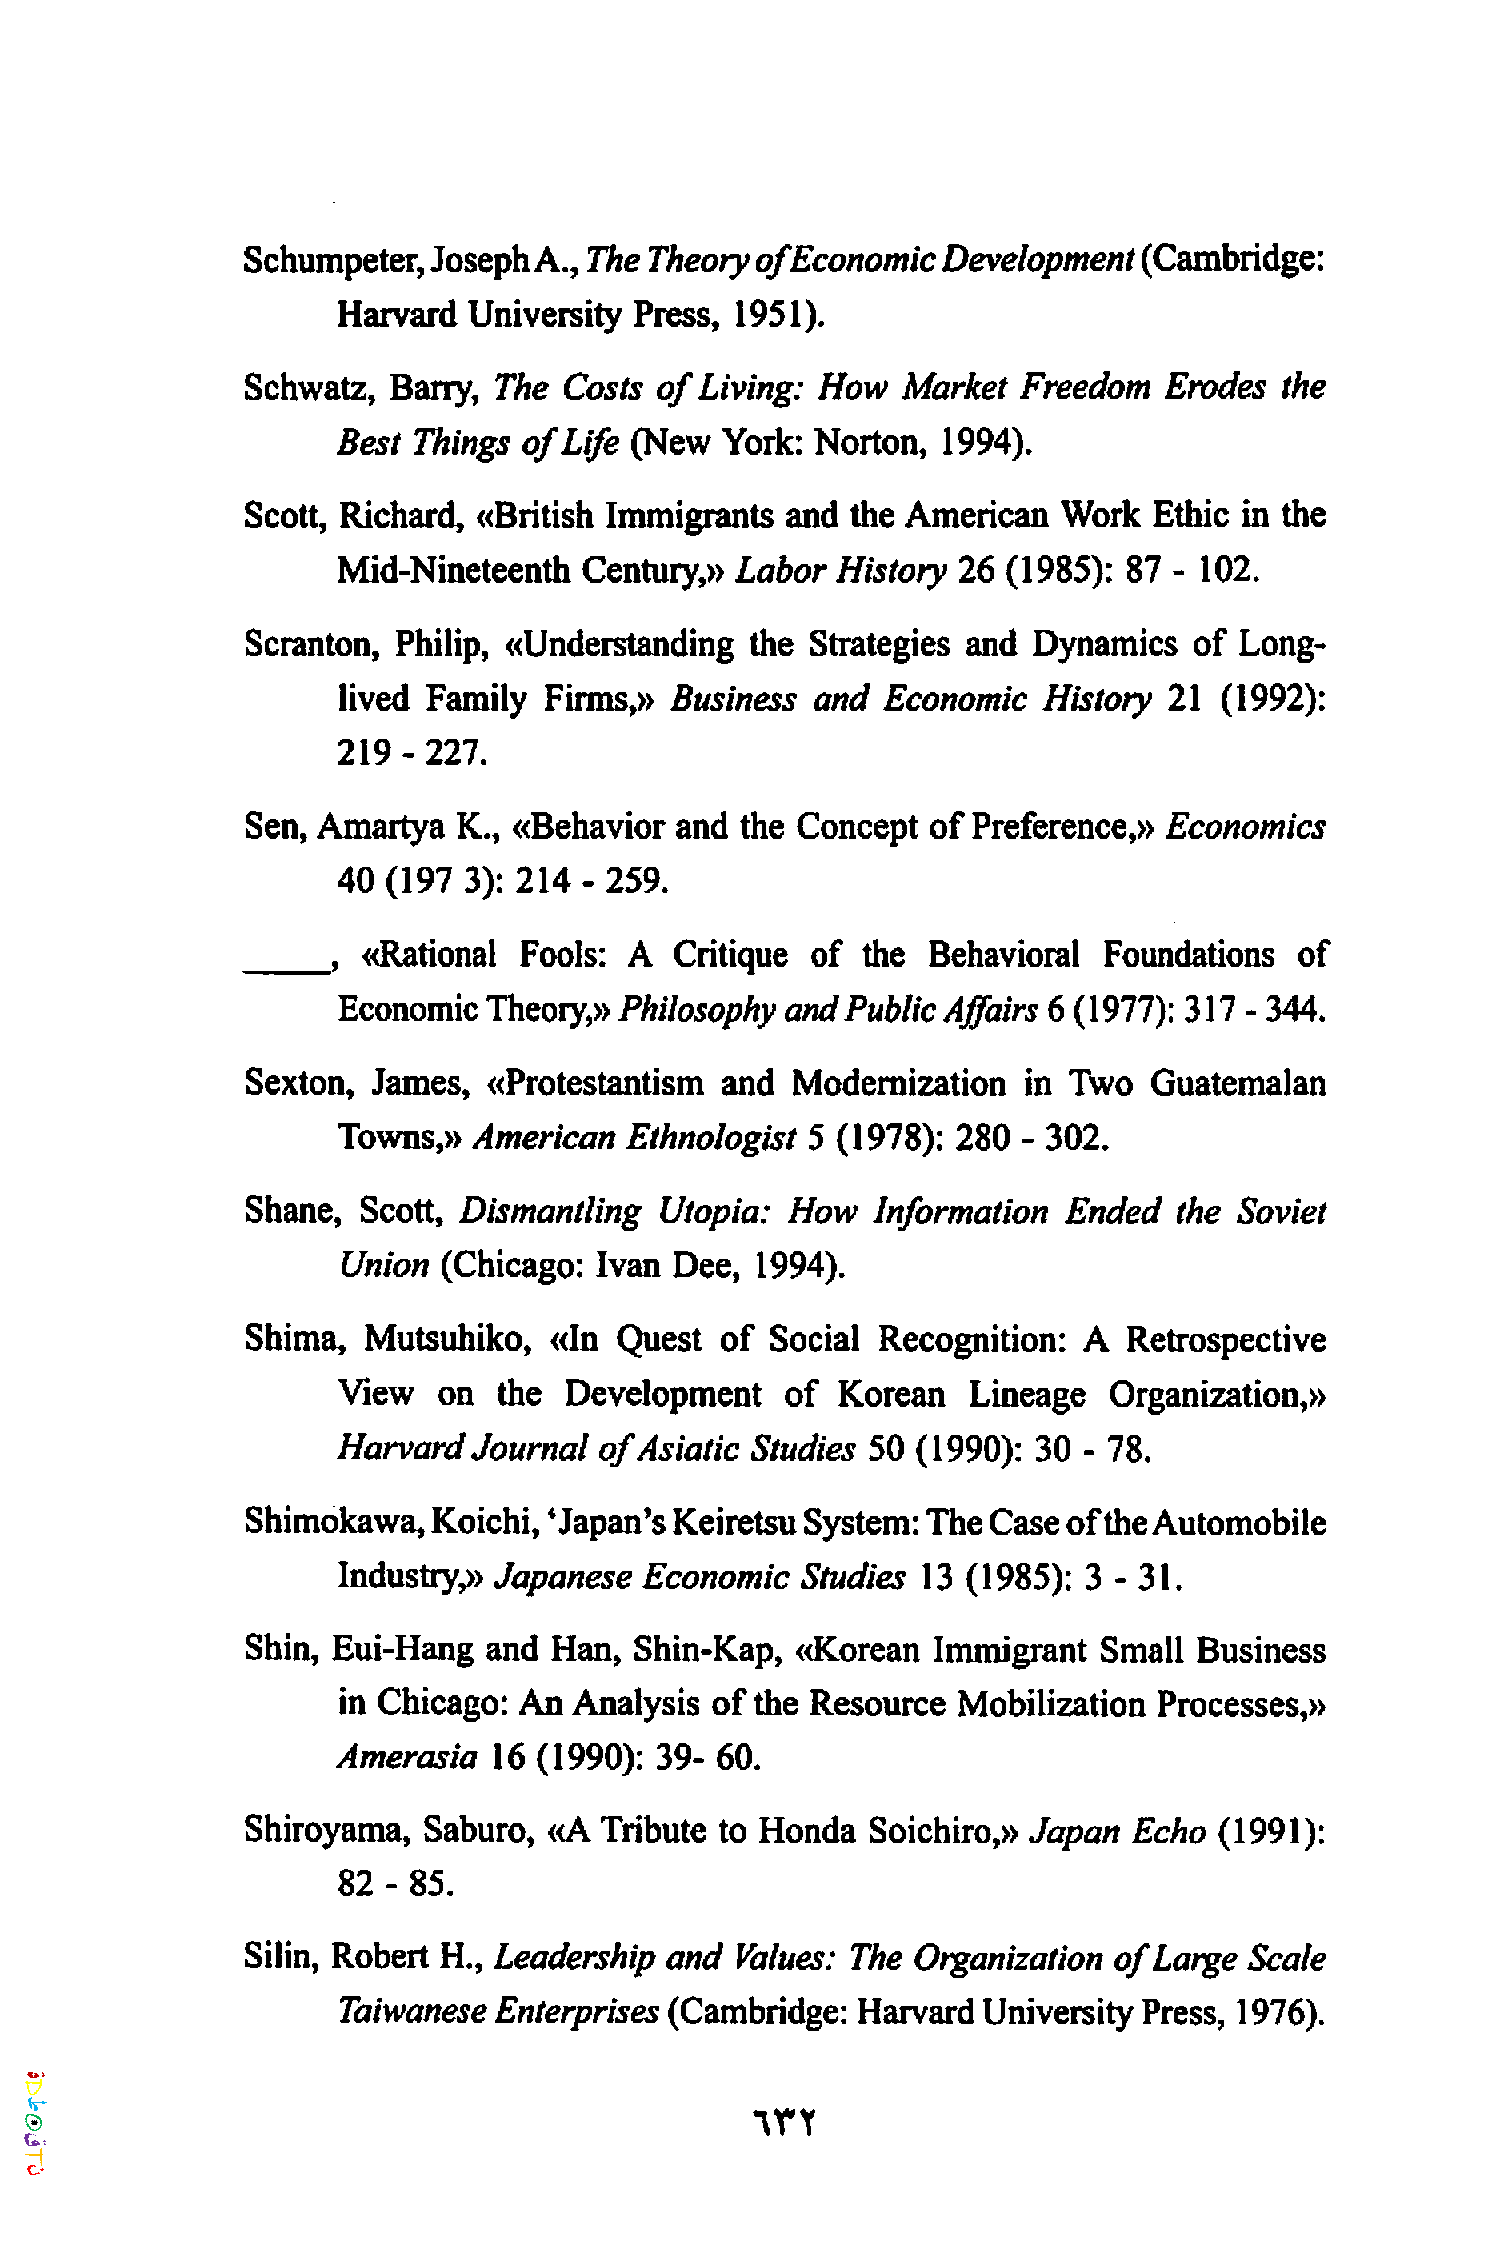 Schumpeter, Joseph A., The Theory of Economic Development (Cambridge:
Harvard University Press, 1951).
Schwatz, Barry, The Costs of Living: How Market Freedom Erodes the
Best Things of Life (New York: Norton, 1994).
Scott, Richard, «British Immigrants and the American Work Ethic in the
Mid-Nineteenth Century,» Labor History 26 (1985): 87 - 102.
Scranton, Philip, «Understanding the Strategies and Dynamics of Long-
lived Family Firms,» Business and Economic History 21 (1992):
219 - 227.
Sen, Amartya K., «Behavior and the Concept of Preference,» Economics
40 (197 3): 214 - 259.
_____, «Rational Fools: A Critique of the Behavioral Foundations of
Economic Theory,» Philosophy and Public Affairs 6 (1977): 317 - 344.
Sexton, James, «Protestantism and Modernization in Two Guatemalan
Towns,» American Ethnologist 5 (1978): 280 - 302.
Shane, Scott, Dismantling Utopia: How Information Ended the Soviet
Union (Chicago: Ivan Dee, 1994).
Shima, Mutsuhiko, «In Quest of Social Recognition: A Retrospective
View on the Development of Korean Lineage Organization,»
Harvard Journal of Asiatic Studies 50 (1990): 30 - 78.
Shimokawa, Koichi, ‘Japan’s Keiretsu System: The Case of the Automobile
Industry,» Japanese Economic Studies 13 (1985): 3 - 31.
Shin, Eui-Hang and Han, Shin-Kap, «Korean Immigrant Small Business
in Chicago: An Analysis of the Resource Mobilization Processes,»
Amerasia 16 (1990): 39- 60.
Shiroyama, Saburo, «A Tribute to Honda Soichiro,» Japan Echo (1991):
82 - 85.
Silin, Robert H., Leadership and Values: The Organization of Large Scale
Taiwanese Enterprises (Cambridge: Harvard University Press, 1976).
٦٣٢